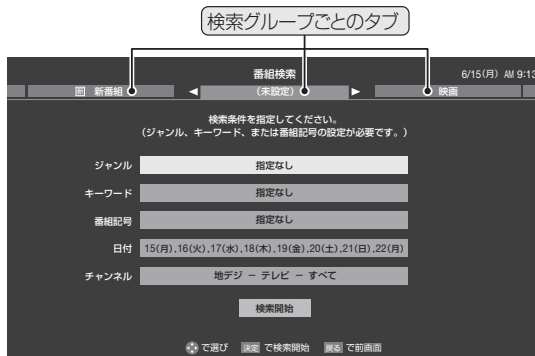 検索グループごとのタブ
番組検索 6/15(月) AM 9:13
新 新番組 ◀ (未設定) ▶ 映画
検索条件を指定してください。
(ジャンル、キーワード、または番組記号の設定が必要です。)
ジャンル 指定なし
キーワード 指定なし
番組記号 指定なし
日付 15(月),16(火),17(水),18(木),19(金),20(土),21(日),22(月)
チャンネル 地デジ － テレビ － すべて
検索開始
で選び 決定 で検索開始 戻る で前画面